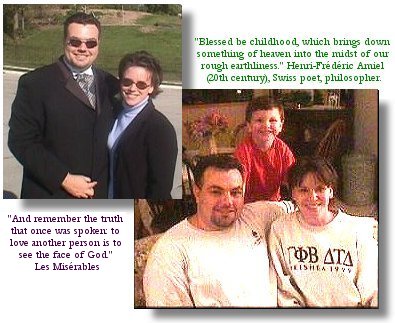 "Blessed be childhood, which brings down
something of heaven into the midst of our
rough earthliness." Henri-Frédéric Amiel
(20th century), Swiss poet, philosopher.
"And remember the truth
that once was spoken: to
love another person is to
see the face of God."
Les Misérables
ΓΦΒ ΔΤΔ